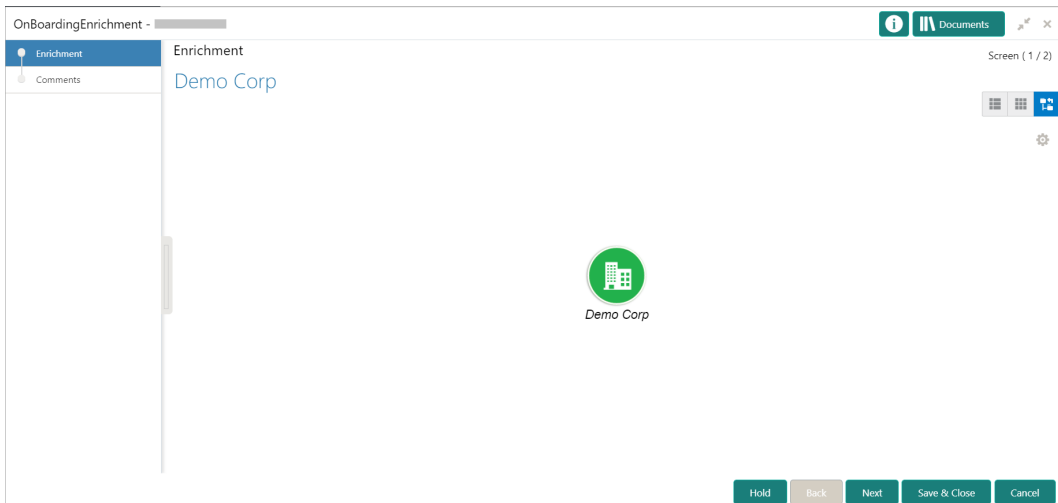 OnBoardingEnrichment -
Documents
Enrichment
Comments
Enrichment
Screen ( 1 / 2)
Demo Corp
Demo Corp
Hold
Back
Next
Save & Close
Cancel